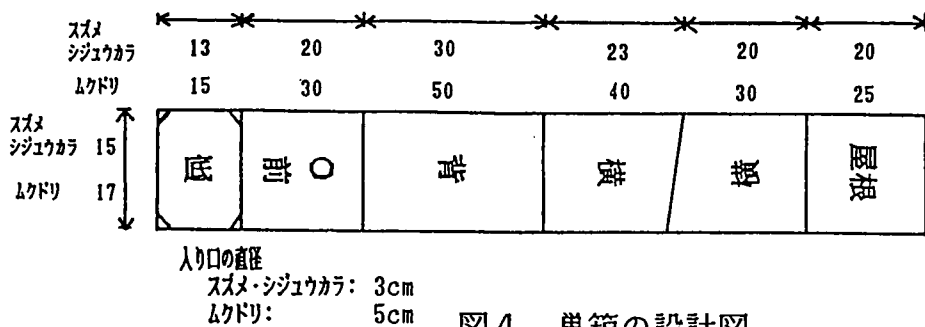 スズメ
シジュウカラ 13 20 30 23 20 20
ムクドリ 15 30 50 40 30 25
スズメ
シジュウカラ 15
ムクドリ 17
底 前 背 横 横 屋根
入り口の直径
スズメ・シジュウカラ: 3cm
ムクドリ: 5cm
図4 巣箱の設計図